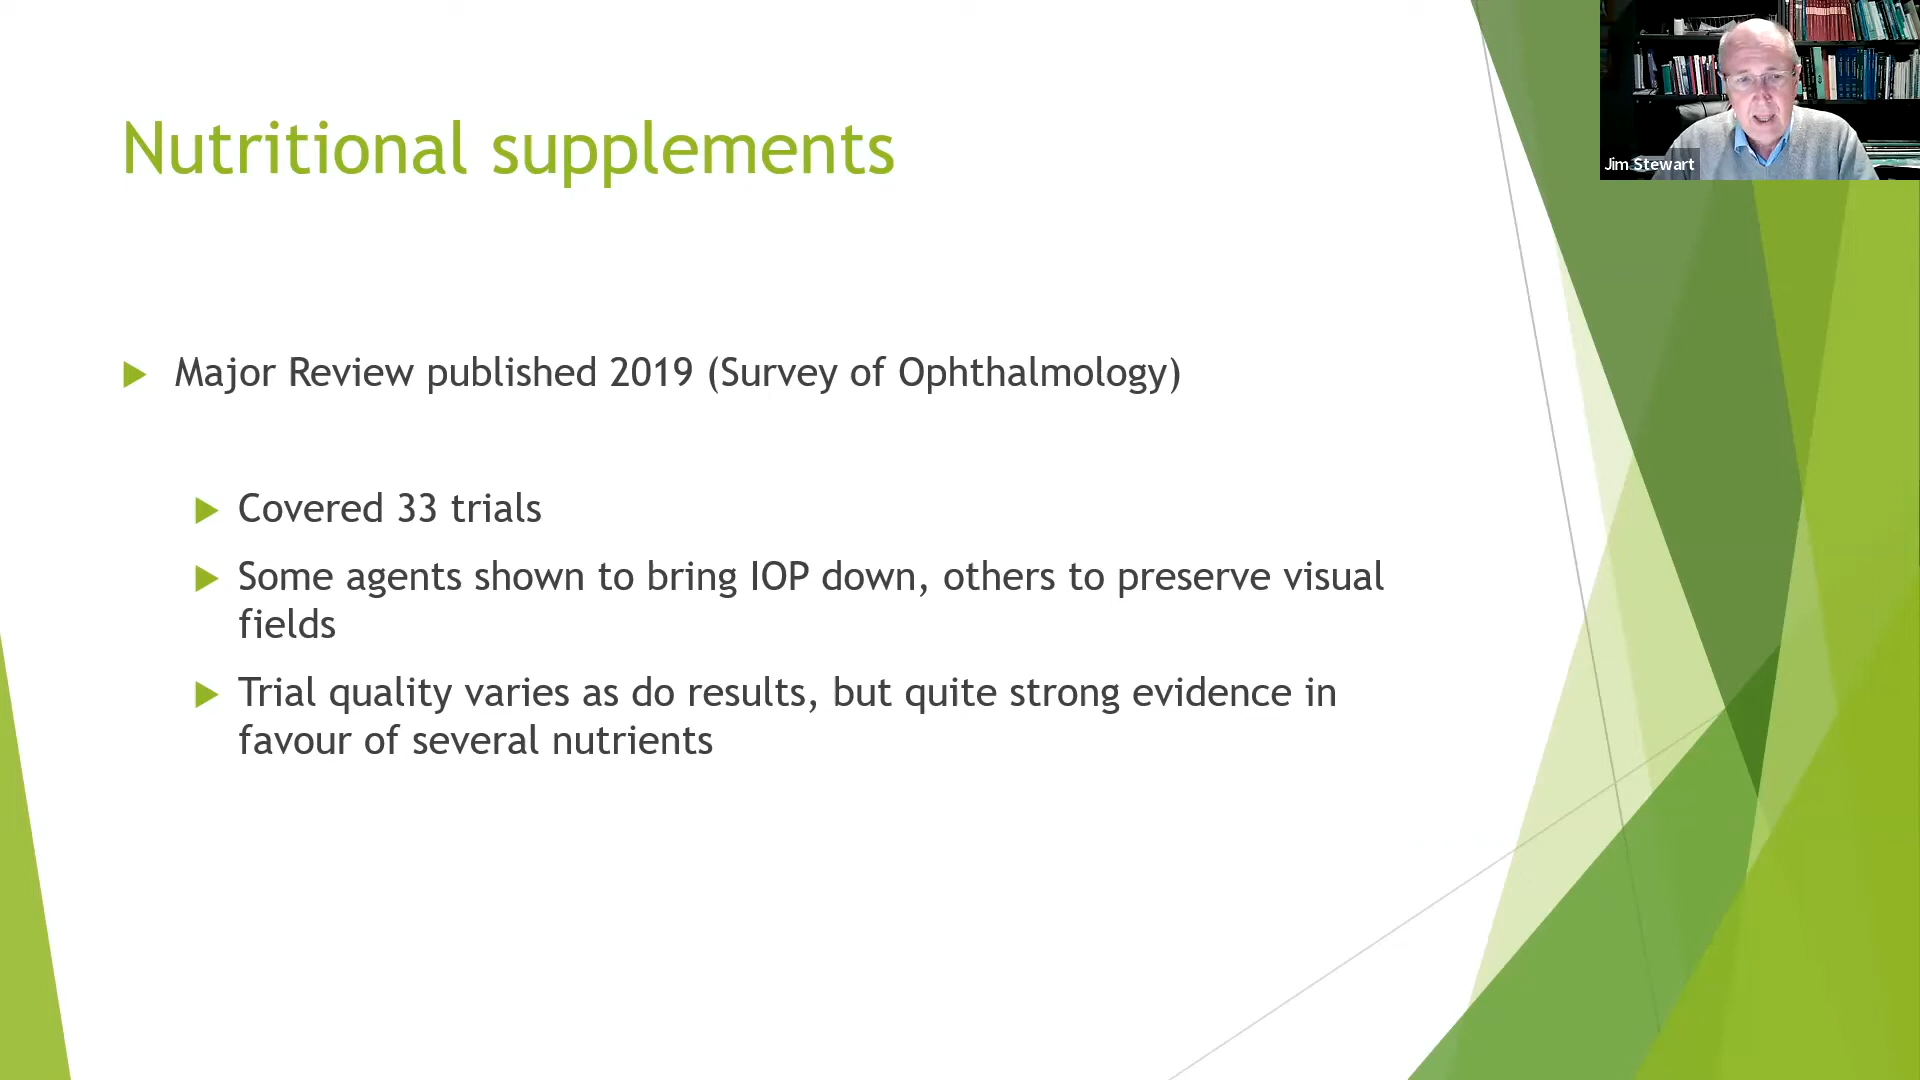 Nutritional supplements
Major Review published 2019 (Survey of Ophthalmology)
Covered 33 trials
Some agents shown to bring IOP down, others to preserve visual
fields
Trial quality varies as do results, but quite strong evidence in
favour of several nutrients
Jim Stewart